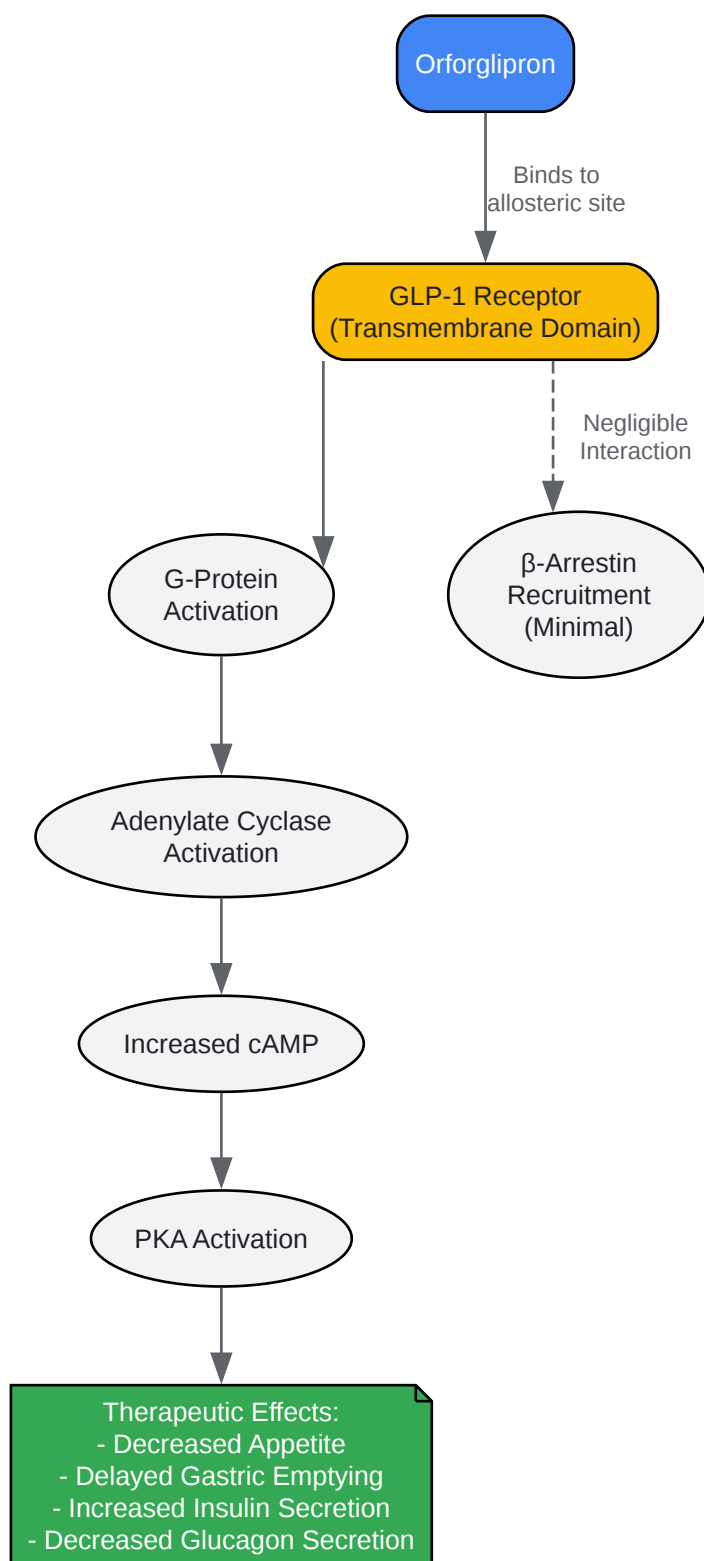 Orforglipron
Binds to
allosteric site
GLP-1 Receptor
(Transmembrane Domain)
Negligible
Interaction
G-Protein
Activation
β-Arrestin
Recruitment
(Minimal)
Adenylate Cyclase
Activation
Increased cAMP
PKA Activation
Therapeutic Effects:
- Decreased Appetite
- Delayed Gastric Emptying
- Increased Insulin Secretion
- Decreased Glucagon Secretion